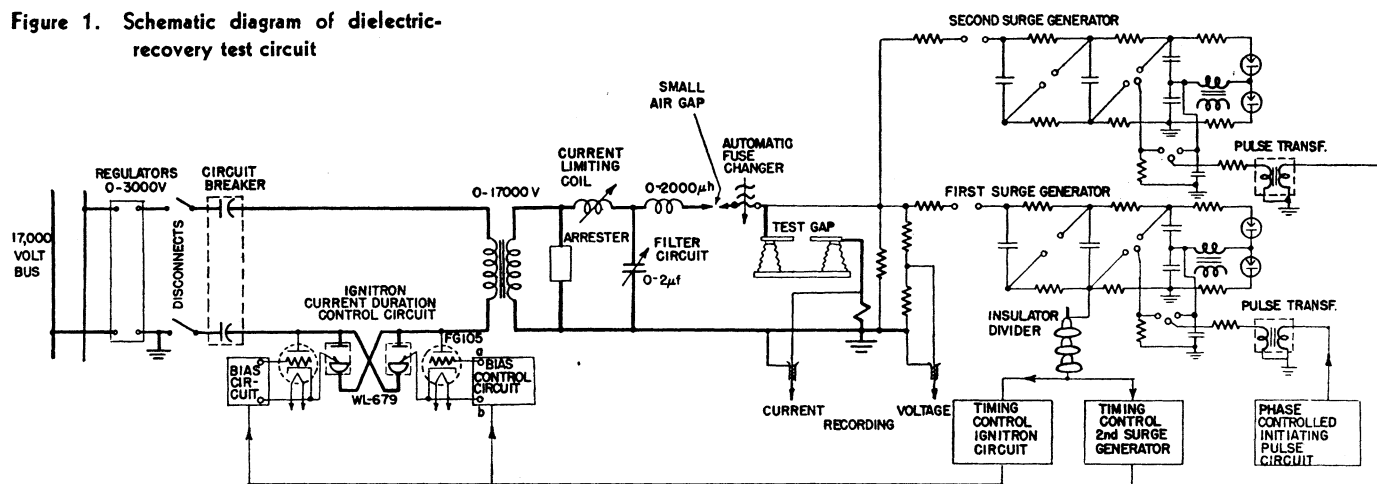 Figure 1. Schematic diagram of dielectric-
recovery test circuit
SECOND SURGE GENERATOR
SMALL
AIR GAP
AUTOMATIC
FUSE
CHANGER
PULSE TRANSF.
REGULATORS
0-3000V
CIRCUIT
BREAKER
CURRENT
LIMITING
COIL
0-17000 V
0-2000μh
FIRST SURGE GENERATOR
17,000
VOLT
BUS
DISCONNECTS
ARRESTER
FILTER
CIRCUIT
0-2μf
TEST GAP
IGNITRON
CURRENT DURATION
CONTROL CIRCUIT
INSULATOR
DIVIDER
PULSE TRANSF.
FG105
a
BIAS
CIR-
CUIT
BIAS
CONTROL
CIRCUIT
WL-679
b
CURRENT
RECORDING
VOLTAGE
TIMING
CONTROL
IGNITRON
CIRCUIT
TIMING
CONTROL
2nd SURGE
GENERATOR
PHASE
CONTROLLED
INITIATING
PULSE
CIRCUIT